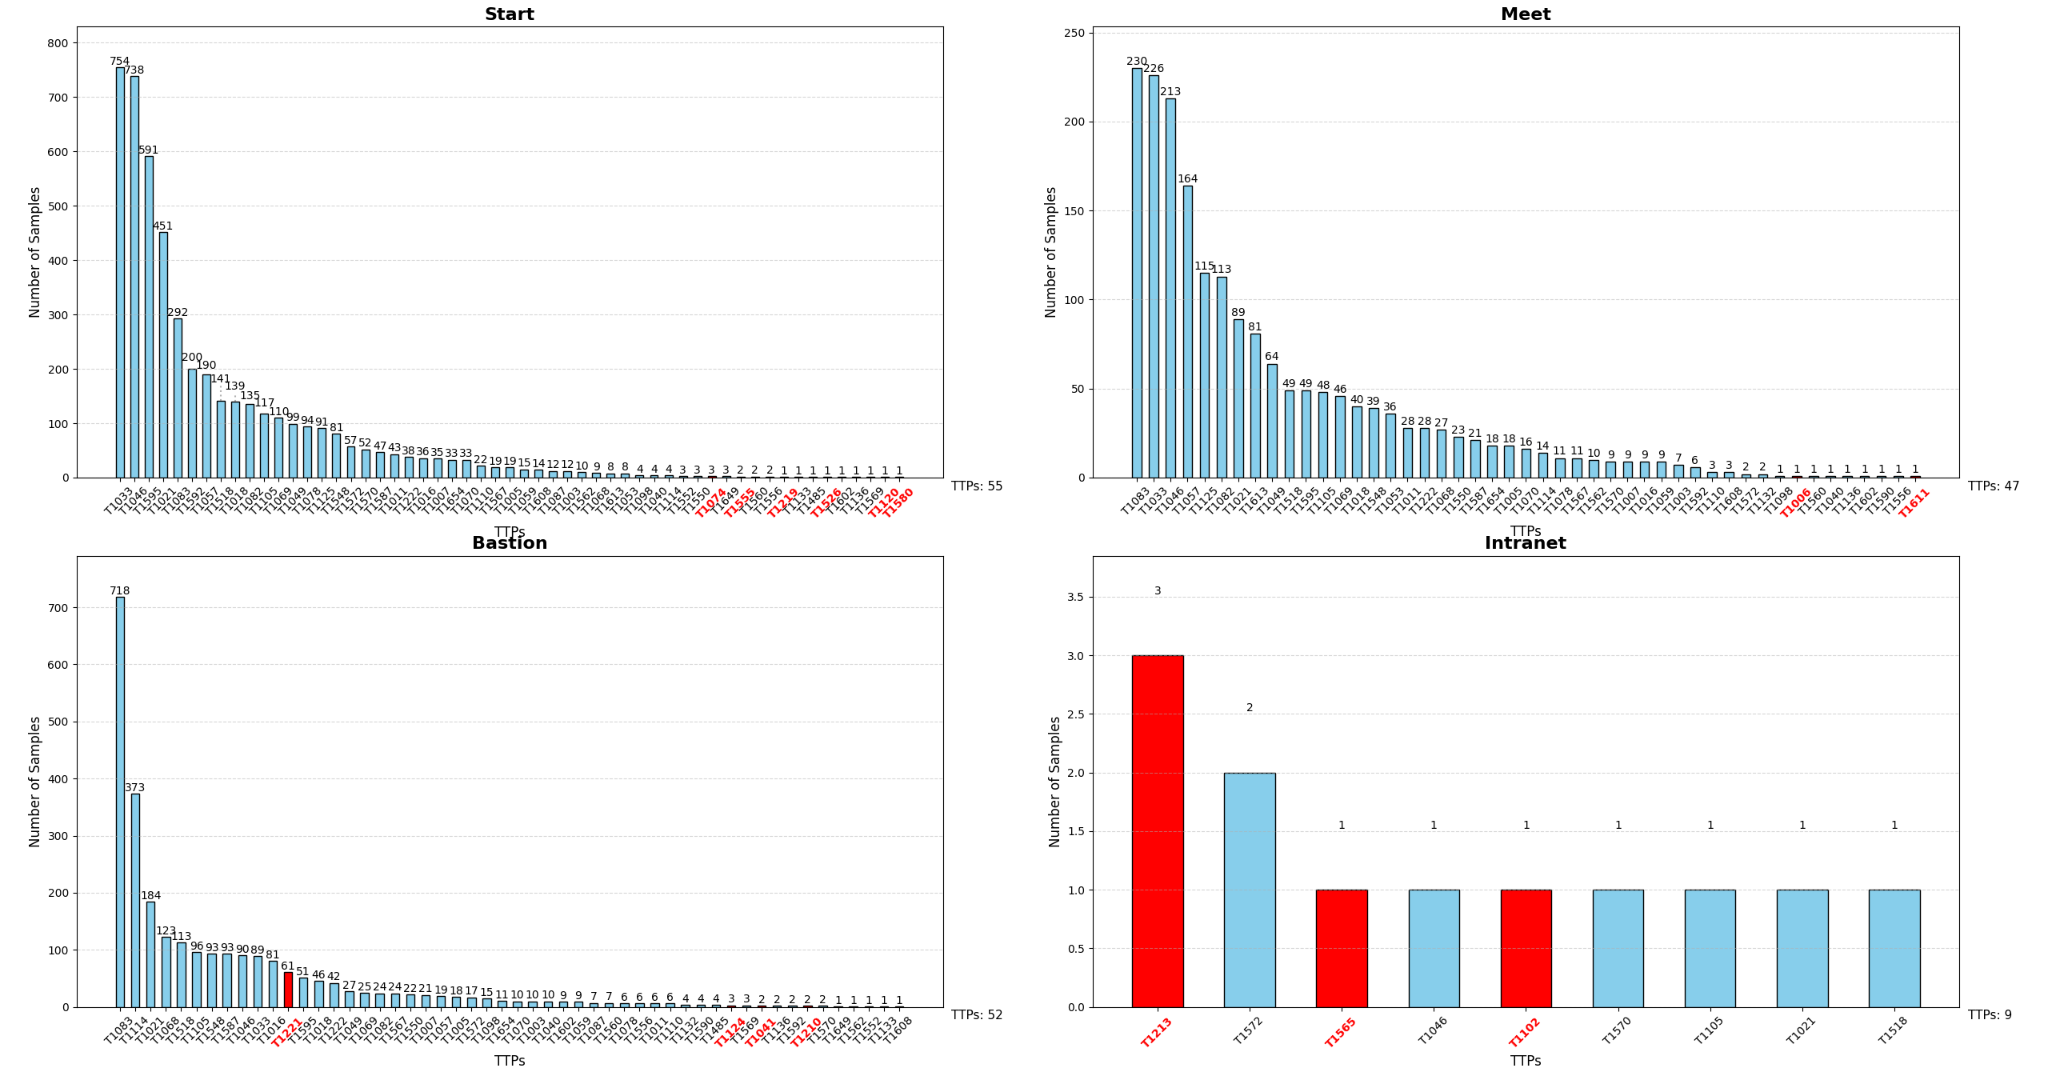 Start
Number of Samples
800
700
600
500
400
300
200
100
0
754 738 591 451 292 200 190 141 139 135 117 110 99 94 91 81 57 52 47 43 38 36 35 33 33 22 19 19 15 14 12 12 10 9 8 8 4 4 4 3 3 3 3 2 2 2 1 1 1 1 1 1 1 1 1
T1033 T1046 T1595 T1021 T1083 T1592 T1057 T1518 T1018 T1082 T1105 T1069 T1049 T1078 T1125 T1548 T1572 T1570 T1587 T1011 T1222 T1016 T1007 T1654 T1070 T1110 T1567 T1005 T1059 T1608 T1087 T1003 T1562 T1068 T1613 T1053 T1098 T1040 T1114 T1552 T1550 T1074 T1649 T1555 T1560 T1556 T1219 T1133 T1485 T1526 T1602 T1136 T1569 T1120 T1580
TTPs
TTPs: 55
Meet
Number of Samples
250
200
150
100
50
0
230 226 213 164 115 113 89 81 64 49 49 48 46 40 39 36 28 28 27 23 21 18 18 16 14 11 11 10 9 9 9 9 7 6 3 3 2 2 1 1 1 1 1 1 1 1 1
T1083 T1033 T1046 T1057 T1125 T1082 T1021 T1613 T1049 T1518 T1595 T1105 T1069 T1018 T1548 T1053 T1011 T1222 T1068 T1550 T1587 T1654 T1005 T1070 T1114 T1078 T1567 T1562 T1570 T1007 T1016 T1059 T1003 T1592 T1110 T1608 T1572 T1132 T1098 T1006 T1560 T1040 T1136 T1602 T1590 T1556 T1611
TTPs
TTPs: 47
Bastion
Number of Samples
700
600
500
400
300
200
100
0
718 373 184 123 113 96 93 93 90 89 81 61 51 46 42 27 25 24 24 22 21 19 18 17 15 11 10 10 10 9 9 7 7 6 6 6 6 4 4 4 3 3 2 2 2 2 2 1 1 1 1 1
T1083 T1114 T1021 T1068 T1518 T1105 T1548 T1587 T1046 T1033 T1016 T1221 T1595 T1018 T1222 T1049 T1069 T1082 T1567 T1550 T1007 T1057 T1005 T1572 T1098 T1654 T1070 T1003 T1040 T1602 T1059 T1087 T1560 T1078 T1556 T1011 T1110 T1132 T1590 T1485 T1124 T1569 T1041 T1136 T1592 T1210 T1649 T1562 T1552 T1133 T1608
TTPs
TTPs: 52
Intranet
Number of Samples
3.5
3.0
2.5
2.0
1.5
1.0
0.5
0.0
3 2 1 1 1 1 1 1 1
T1213 T1572 T1565 T1046 T1102 T1570 T1105 T1021 T1518
TTPs
TTPs: 9